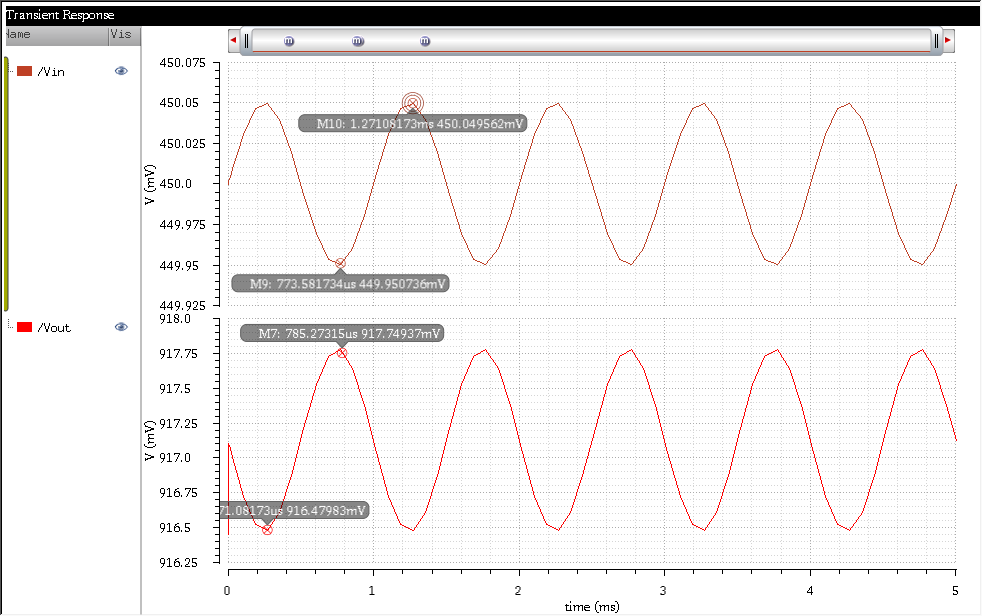 Transient Response
Name Vis
/Vin
/Vout
450.075
450.05
450.025
450.0
449.975
449.95
449.925
V (mV)
M10: 1.27108173ms 450.049562mV
M9: 773.581734us 449.950736mV
918.0
917.75
917.5
917.25
917.0
916.75
916.5
916.25
V (mV)
M7: 785.27315us 917.74937mV
71.08173us 916.47983mV
0 1 2 3 4 5
time (ms)